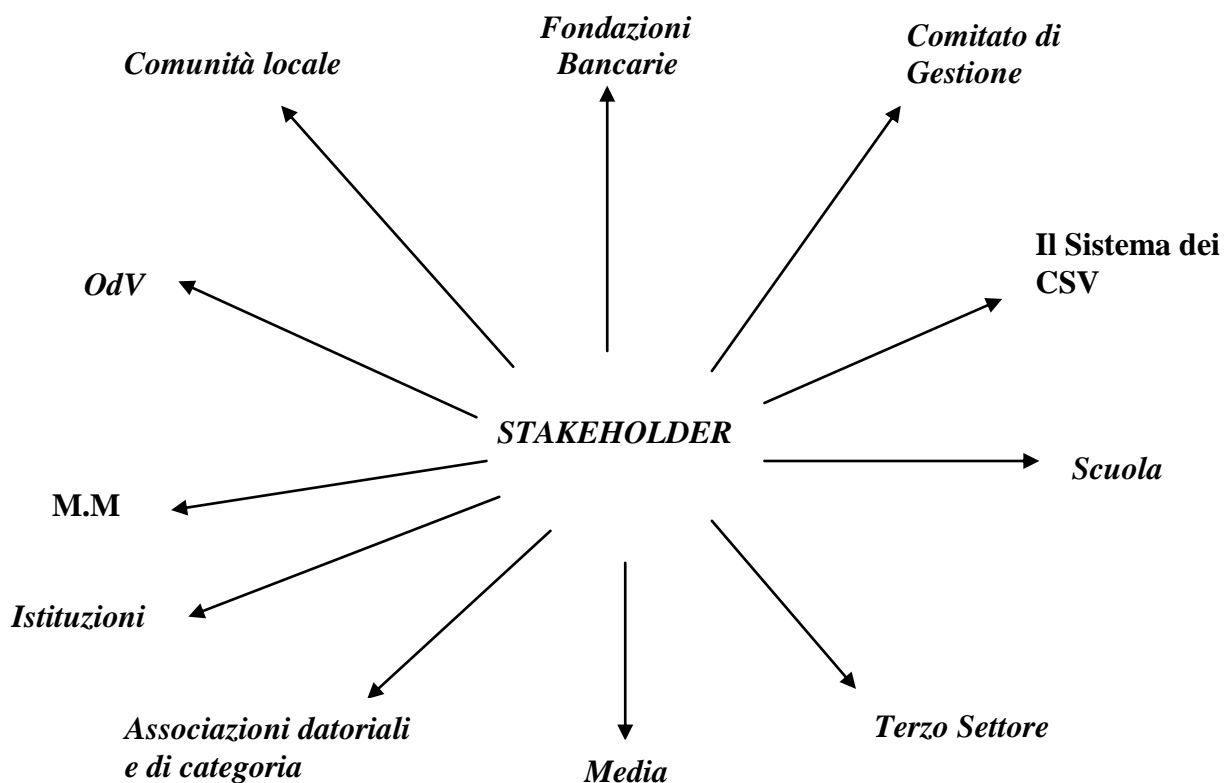 Fondazioni
Bancarie
Comitato di
Gestione
Comunità locale
Il Sistema dei
CSV
OdV
STAKEHOLDER
Scuola
M.M
Istituzioni
Associazioni datoriali
e di categoria
Terzo Settore
Media